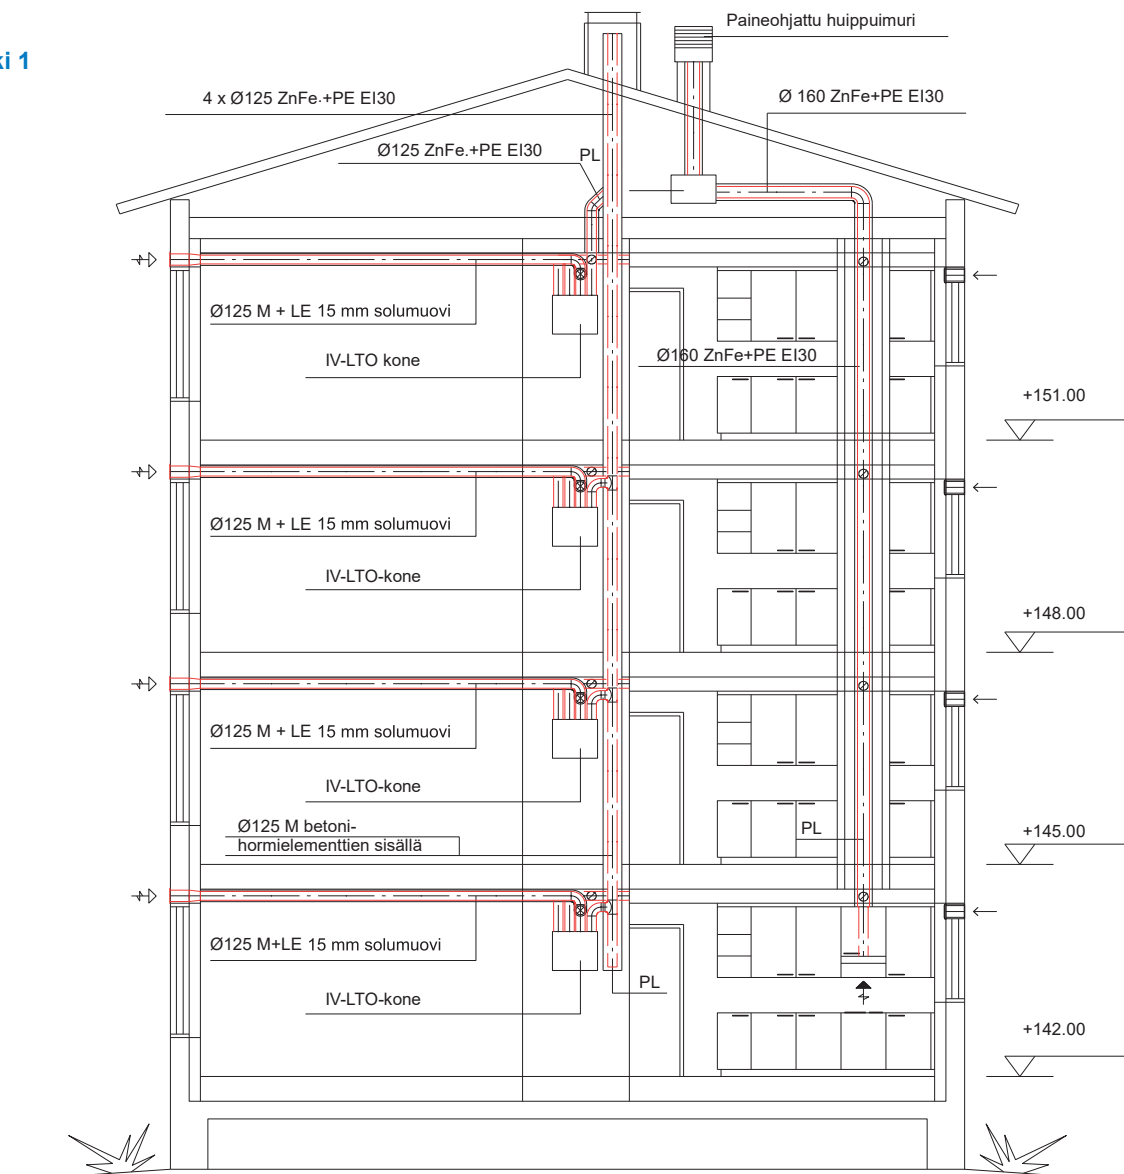 Paineohjattu huippuimuri
ki 1
4 x Ø125 ZnFe.+PE EI30
Ø 160 ZnFe+PE EI30
Ø125 ZnFe.+PE EI30
PL
Ø125 M + LE 15 mm solumuovi
IV-LTO kone
Ø160 ZnFe+PE EI30
+151.00
Ø125 M + LE 15 mm solumuovi
IV-LTO-kone
+148.00
Ø125 M + LE 15 mm solumuovi
IV-LTO-kone
Ø125 M betoni-
hormielementtien sisällä
PL
+145.00
Ø125 M+LE 15 mm solumuovi
IV-LTO-kone
PL
+142.00